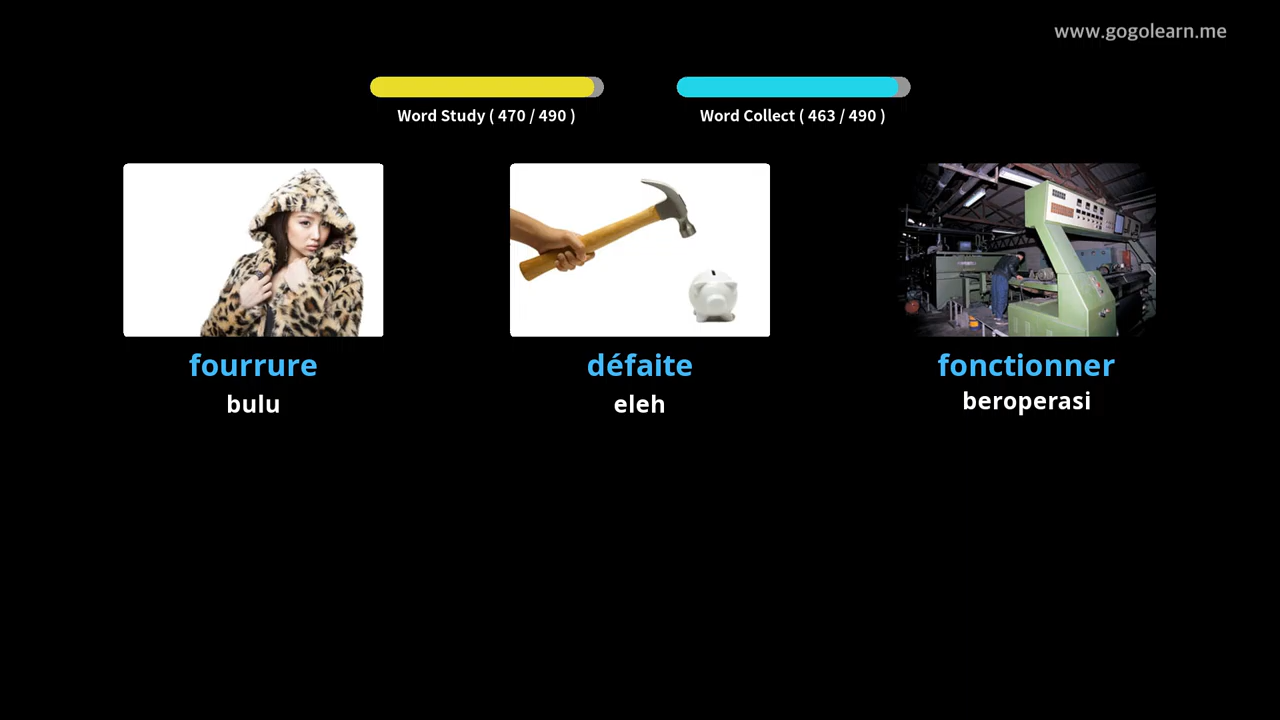 www.gogolearn.me
Word Study ( 470 / 490 )
Word Collect ( 463 / 490 )
fourrure
bulu
défaite
eleh
fonctionner
beroperasi